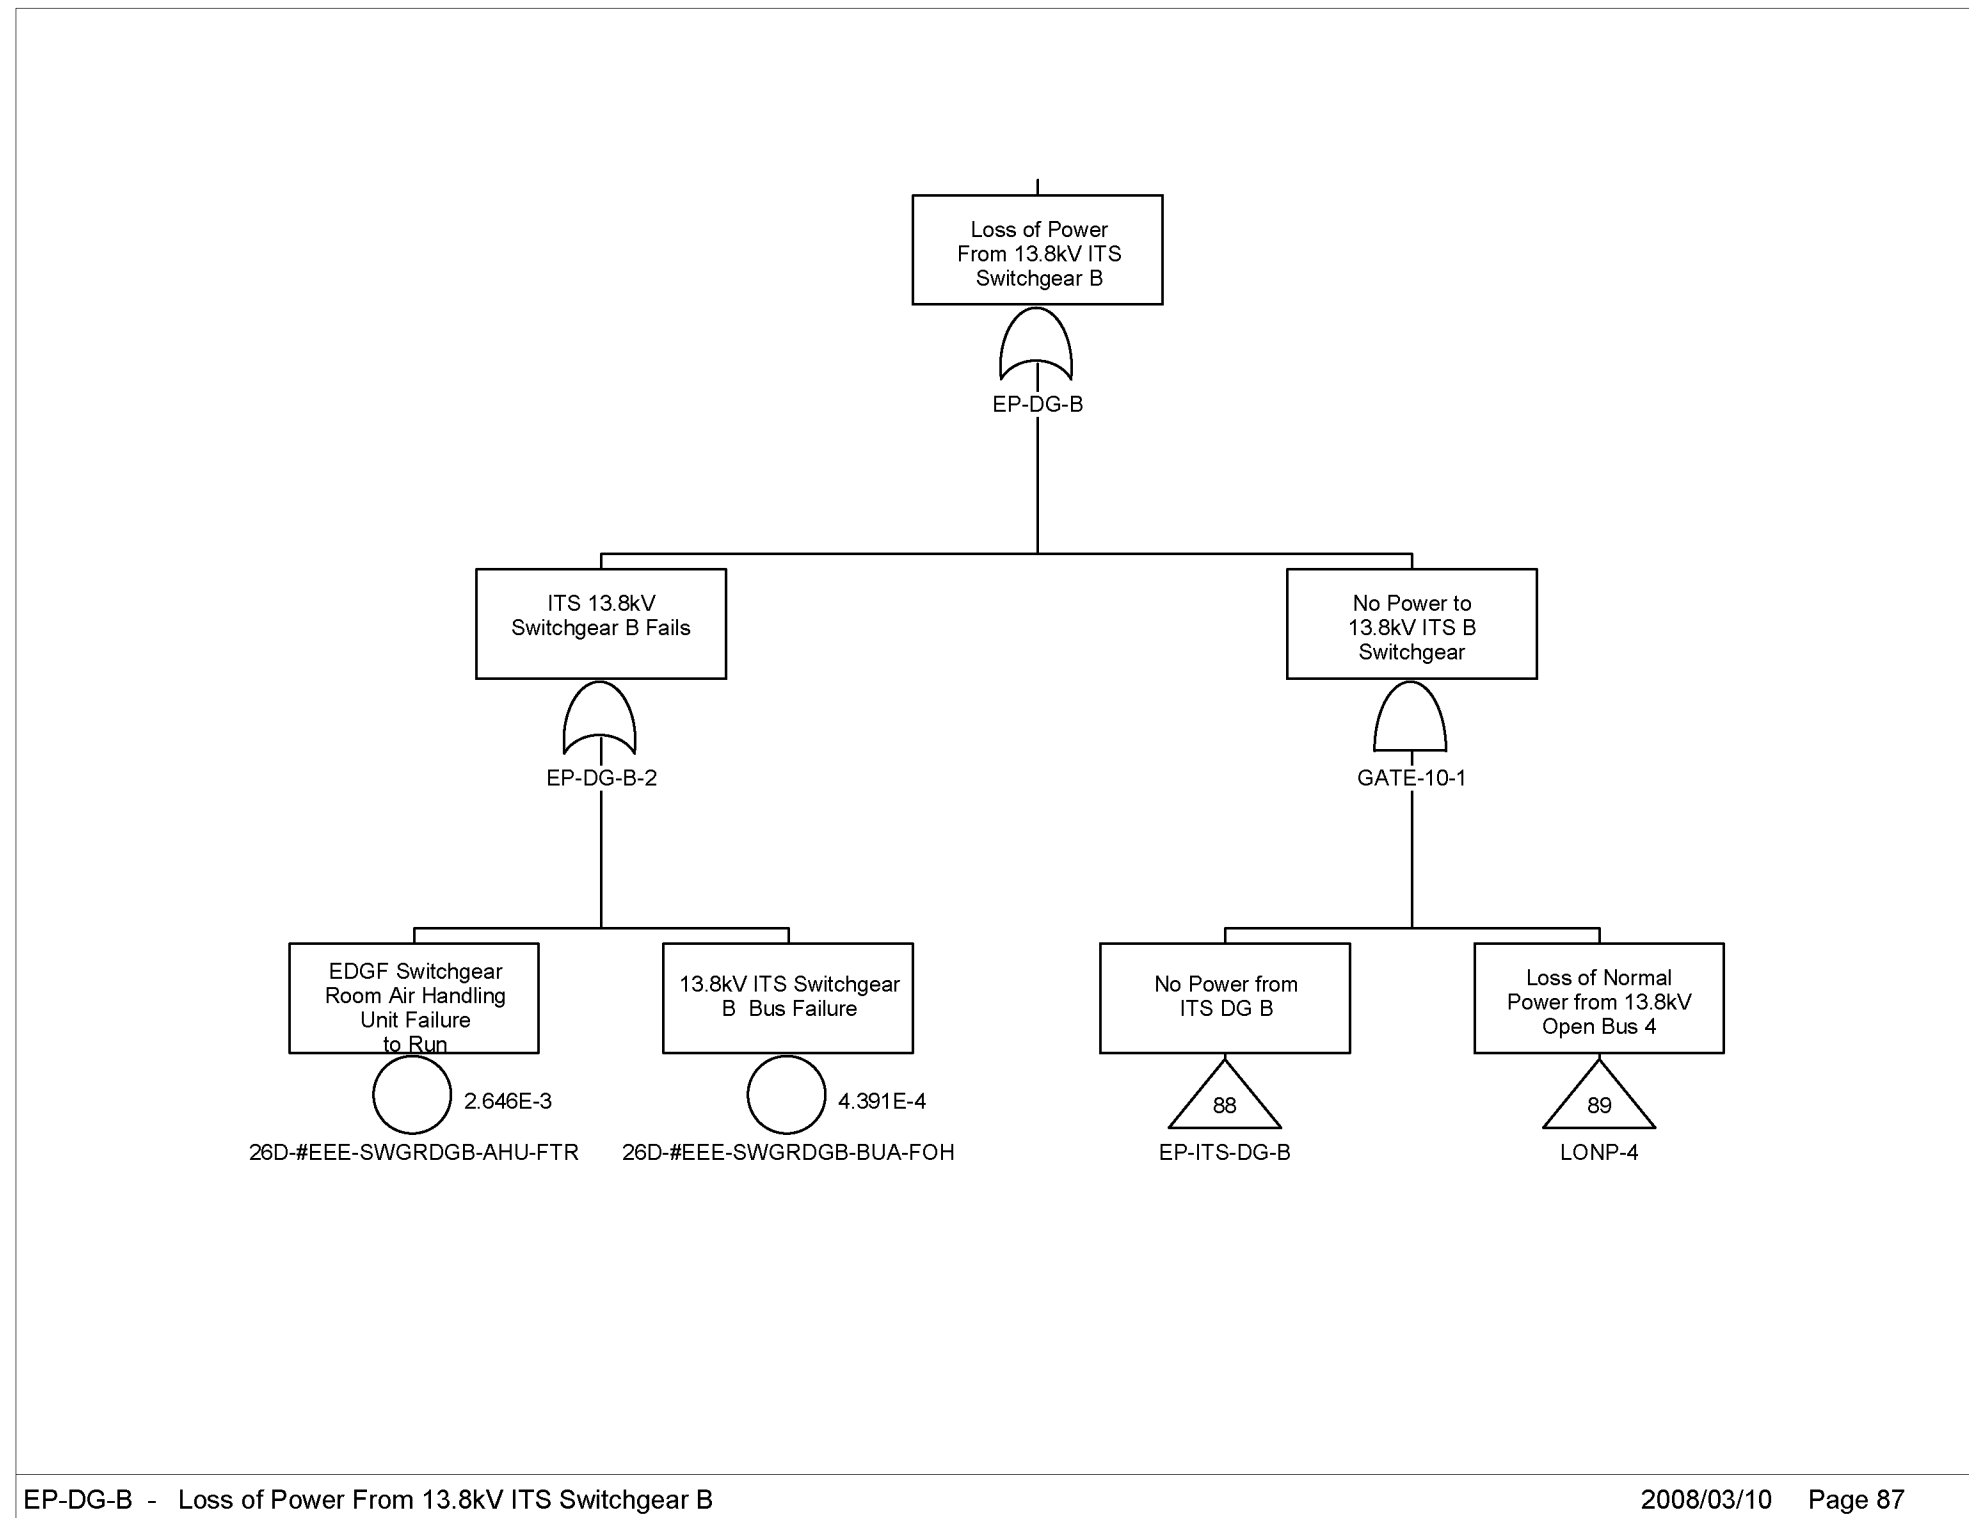 Loss of Power
From 13.8kV ITS
Switchgear B
EP-DG-B
ITS 13.8kV
Switchgear B Fails
EP-DG-B-2
No Power to
13.8kV ITS B
Switchgear
GATE-10-1
EDGF Switchgear
Room Air Handling
Unit Failure
to Run
2.646E-3
26D-#EEE-SWGRDGB-AHU-FTR
13.8kV ITS Switchgear
B  Bus Failure
4.391E-4
26D-#EEE-SWGRDGB-BUA-FOH
No Power from
ITS DG B
88
EP-ITS-DG-B
Loss of Normal
Power from 13.8kV
Open Bus 4
89
LONP-4
EP-DG-B  -   Loss of Power From 13.8kV ITS Switchgear B
2008/03/10     Page 87